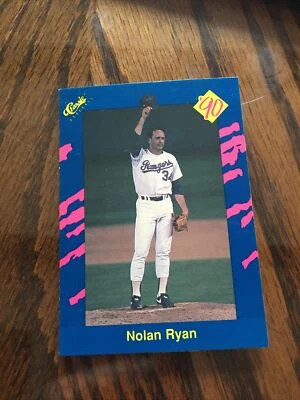 Classic
'90
Rangers
34
Nolan Ryan